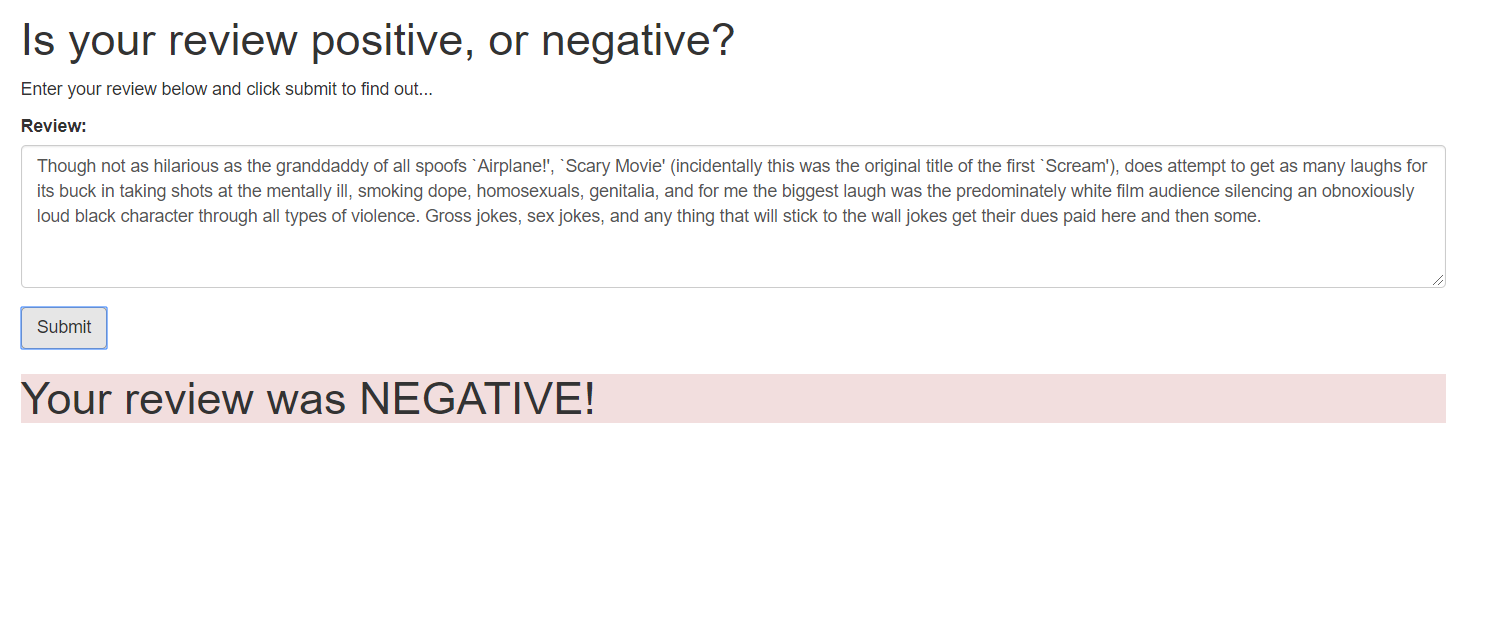 Is your review positive, or negative?
Enter your review below and click submit to find out...
Review:
Though not as hilarious as the granddaddy of all spoofs `Airplane!', `Scary Movie' (incidentally this was the original title of the first `Scream'), does attempt to get as many laughs for
its buck in taking shots at the mentally ill, smoking dope, homosexuals, genitalia, and for me the biggest laugh was the predominately white film audience silencing an obnoxiously
loud black character through all types of violence. Gross jokes, sex jokes, and any thing that will stick to the wall jokes get their dues paid here and then some.
Submit
Your review was NEGATIVE!